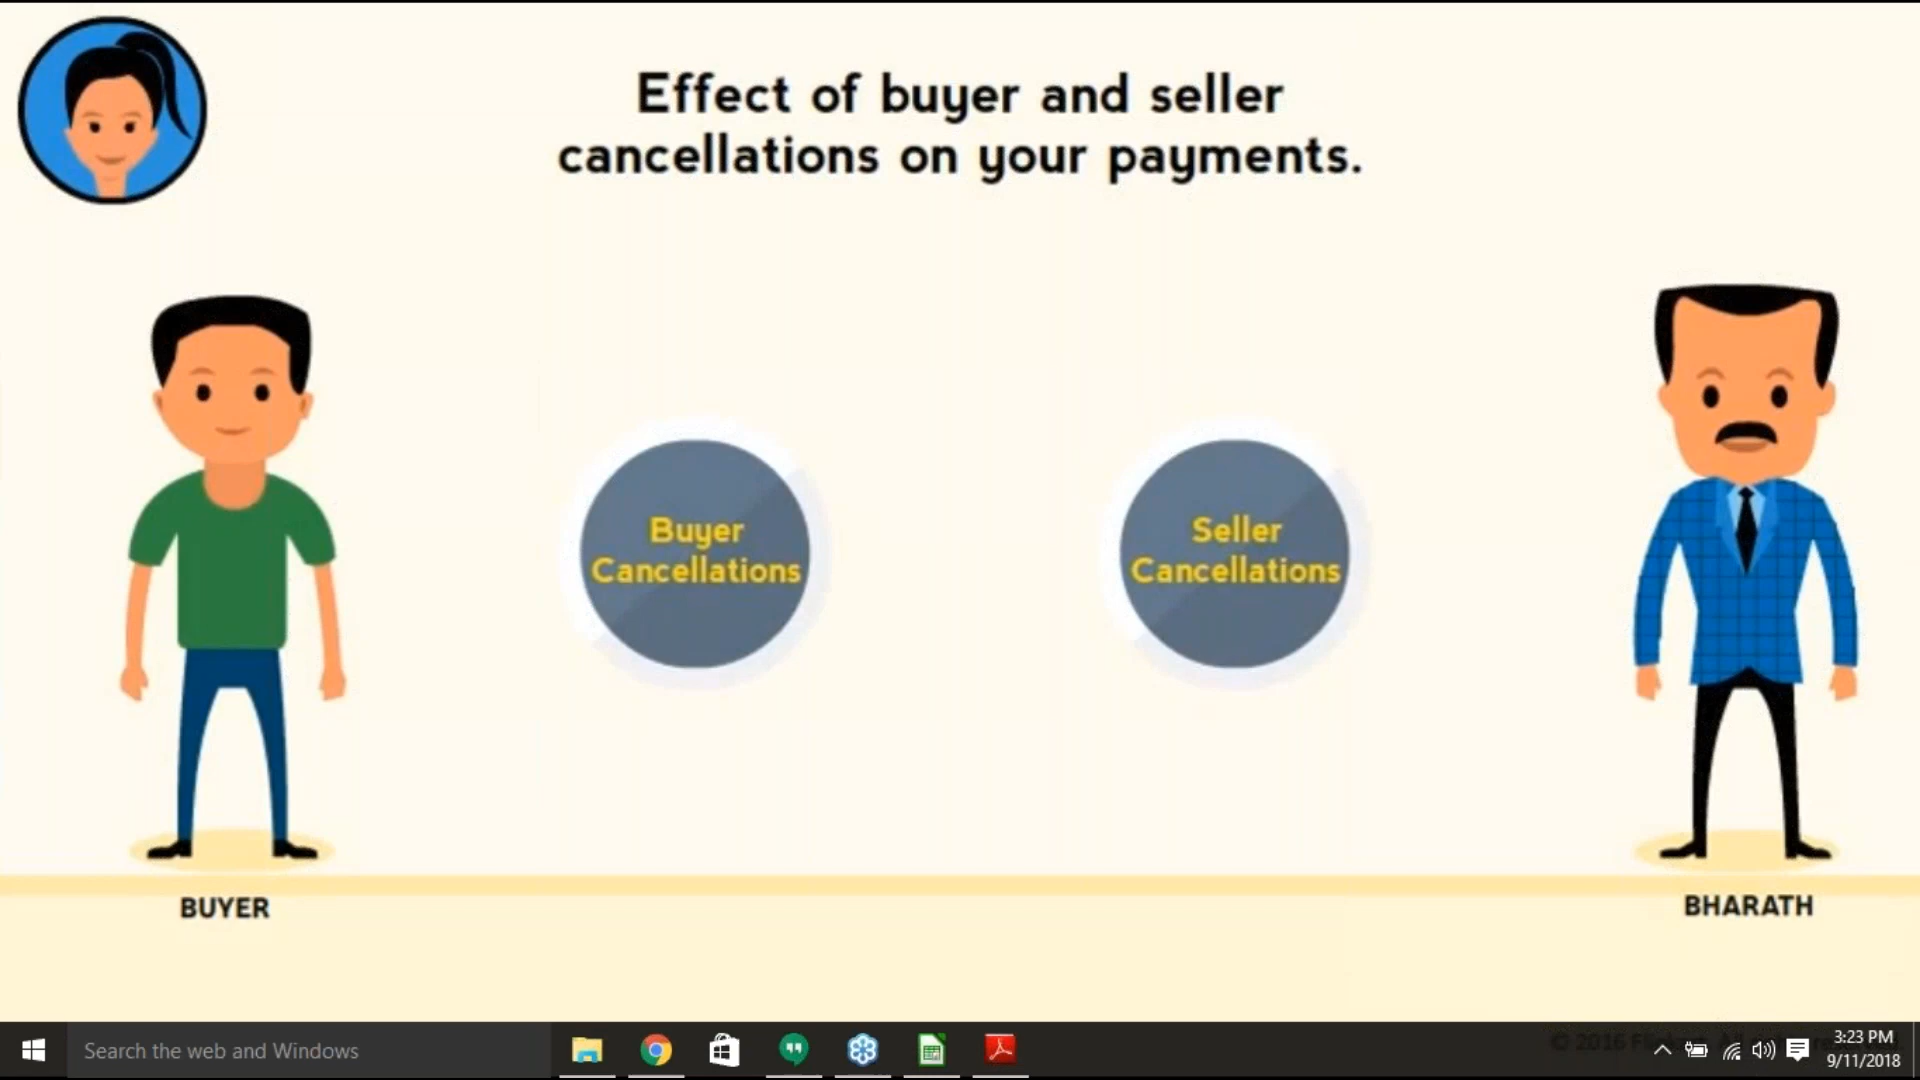 Effect of buyer and seller
cancellations on your payments.
Buyer
Cancellations
Seller
Cancellations
BUYER
BHARATH
Search the web and Windows
© 2016
3:23 PM
9/11/2018